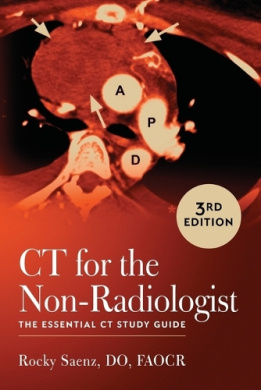 A
P
D
3RD
EDITION
CT for the
Non-Radiologist
THE ESSENTIAL CT STUDY GUIDE
Rocky Saenz, DO, FAOCR